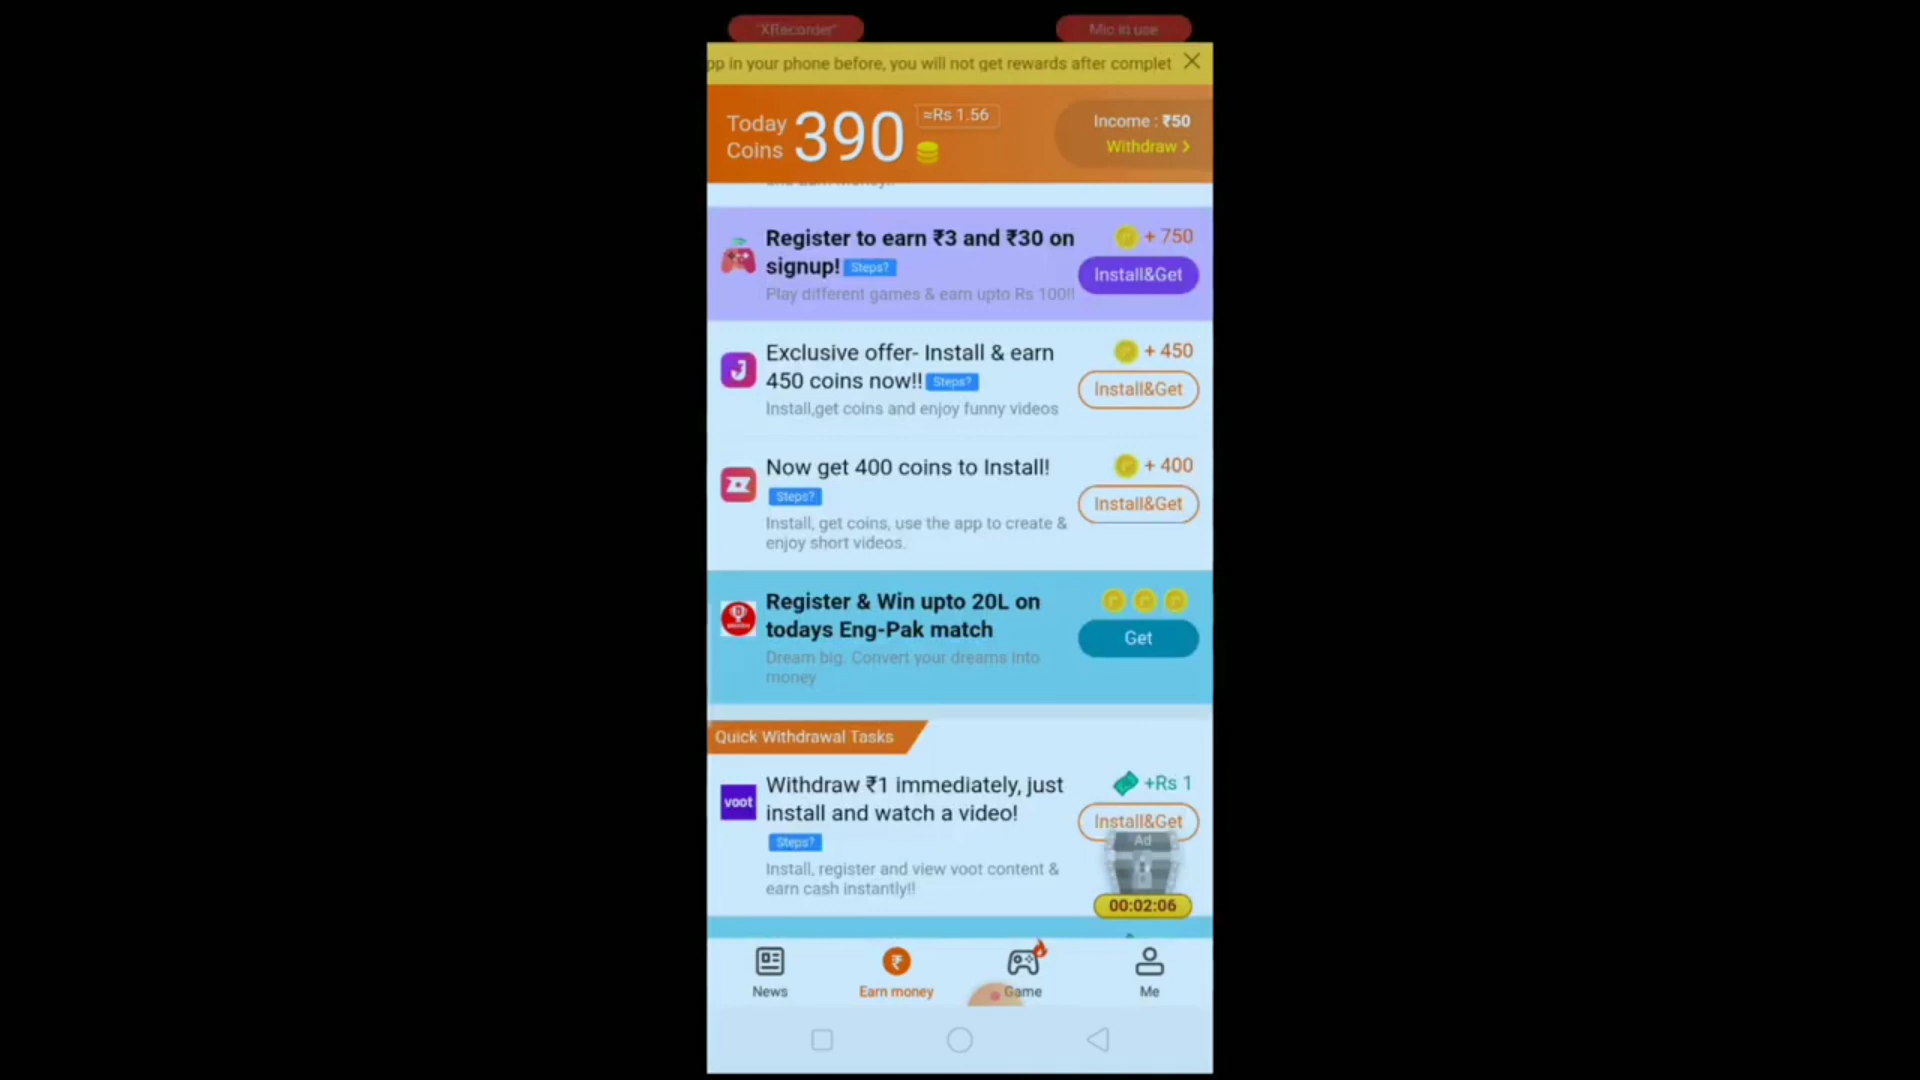 "XRecorder"
Mic in use
pp in your phone before, you will not get rewards after complet
Today
Coins
390
≈Rs 1.56
Income : ₹50
Withdraw >
Register to earn ₹3 and ₹30 on
signup! Steps?
Play different games & earn upto Rs 100!!
+ 750
Install&Get
Exclusive offer- Install & earn
450 coins now!! Steps?
Install,get coins and enjoy funny videos
+ 450
Install&Get
Now get 400 coins to Install!
Steps?
Install, get coins, use the app to create &
enjoy short videos.
+ 400
Install&Get
Register & Win upto 20L on
todays Eng-Pak match
Dream big. Convert your dreams into
money
Get
Quick Withdrawal Tasks
voot
Withdraw ₹1 immediately, just
install and watch a video!
Steps?
Install, register and view voot content &
earn cash instantly!!
+Rs 1
Install&Get
Ad
00:02:06
News
Earn money
Game
Me